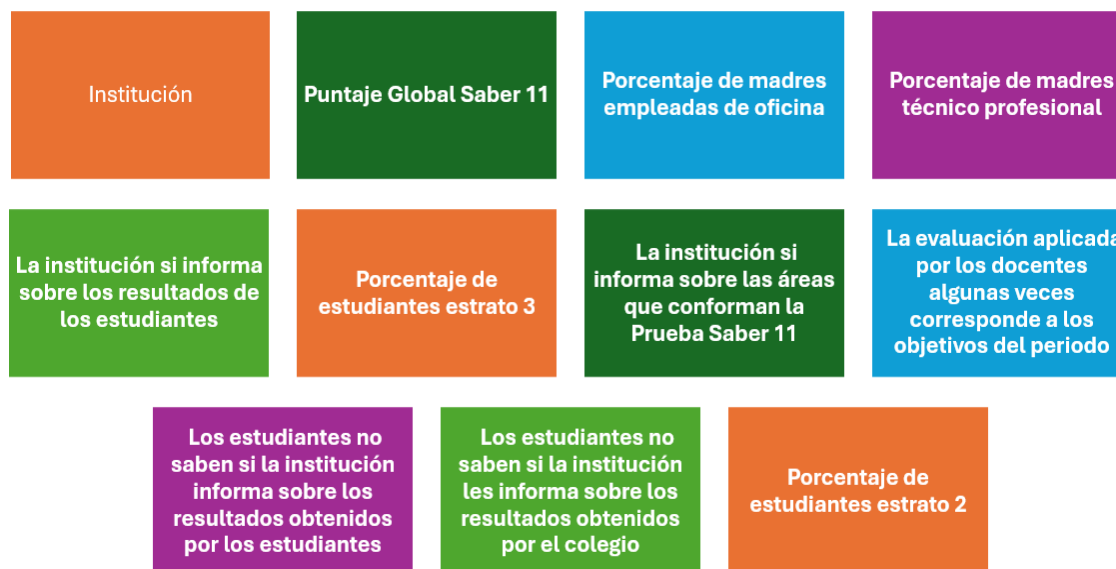 Institución
Puntaje Global Saber 11
Porcentaje de madres
empleadas de oficina
Porcentaje de madres
técnico profesional
La institución si informa
sobre los resultados de
los estudiantes
Porcentaje de
estudiantes estrato 3
La institución si
informa sobre las áreas
que conforman la
Prueba Saber 11
La evaluación aplicada
por los docentes
algunas veces
corresponde a los
objetivos del periodo
Los estudiantes no
saben si la institución
informa sobre los
resultados obtenidos
por los estudiantes
Los estudiantes no
saben si la institución
les informa sobre los
resultados obtenidos
por el colegio
Porcentaje de
estudiantes estrato 2